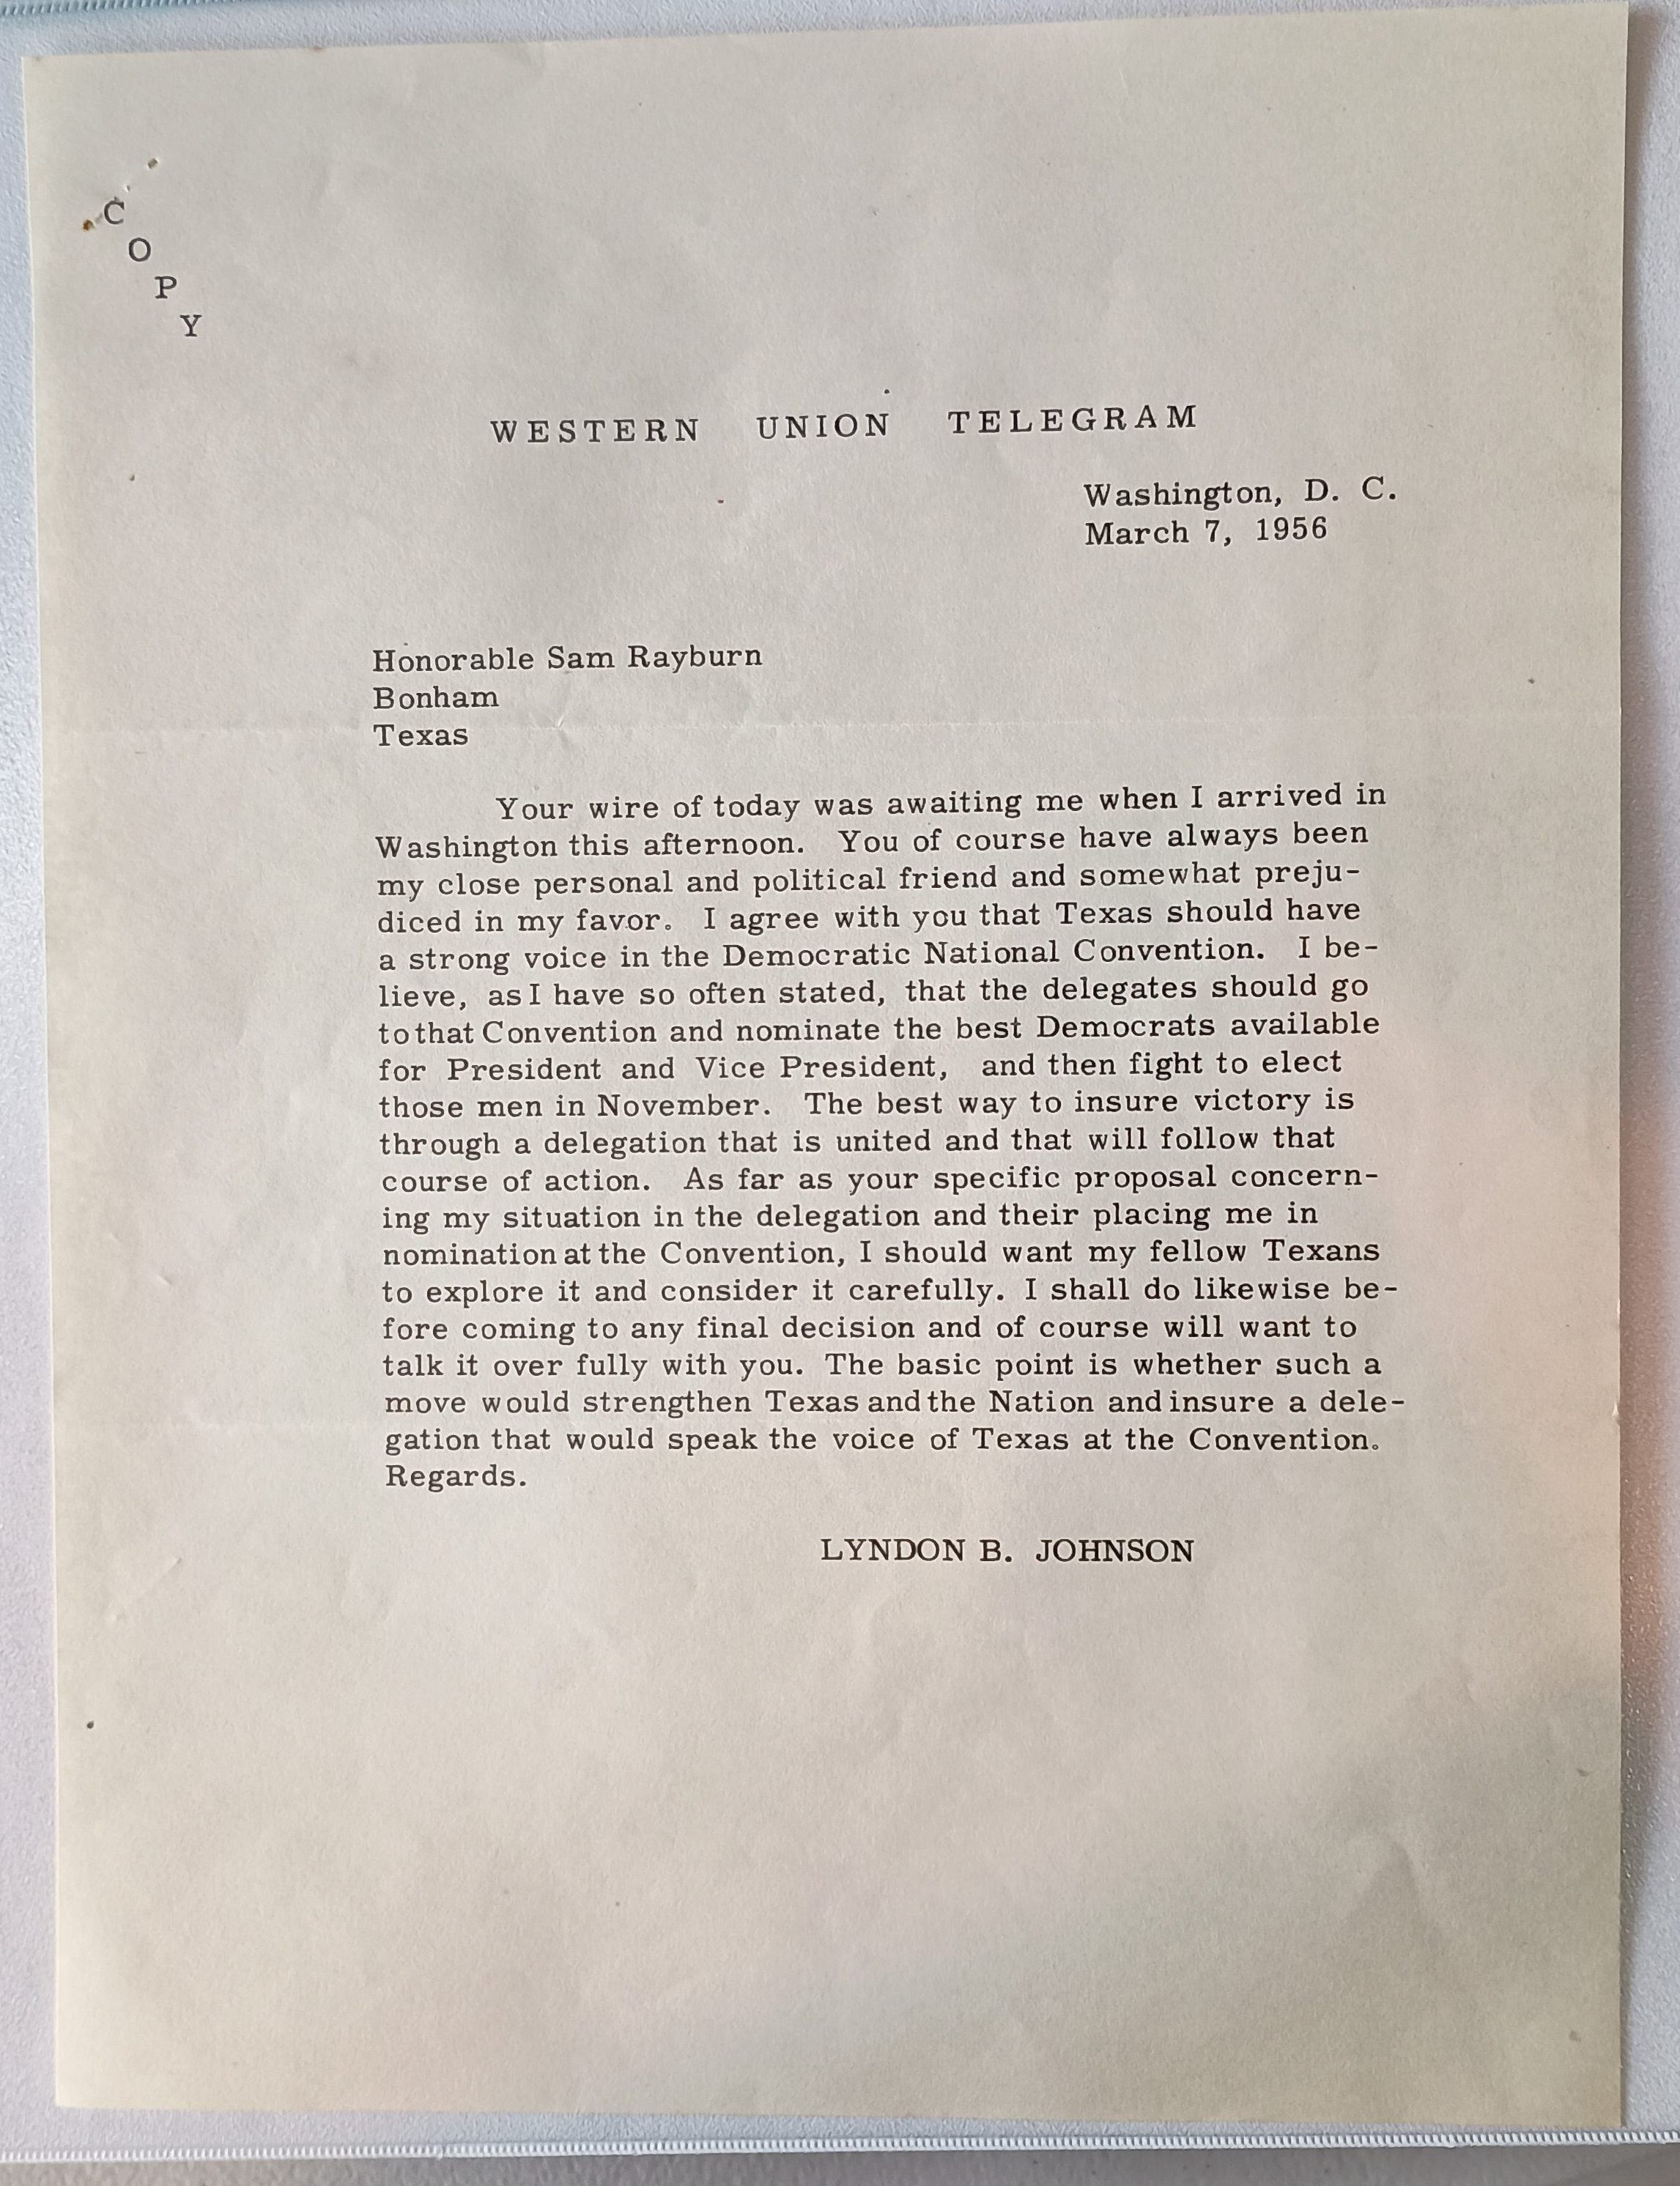 C
O
P
Y
WESTERN UNION TELEGRAM
Washington, D. C.
March 7, 1956
Honorable Sam Rayburn
Bonham
Texas
Your wire of today was awaiting me when I arrived in
Washington this afternoon. You of course have always been
my close personal and political friend and somewhat preju-
diced in my favor. I agree with you that Texas should have
a strong voice in the Democratic National Convention. I be-
lieve, as I have so often stated, that the delegates should go
to that Convention and nominate the best Democrats available
for President and Vice President, and then fight to elect
those men in November. The best way to insure victory is
through a delegation that is united and that will follow that
course of action. As far as your specific proposal concern-
ing my situation in the delegation and their placing me in
nomination at the Convention, I should want my fellow Texans
to explore it and consider it carefully. I shall do likewise be-
fore coming to any final decision and of course will want to
talk it over fully with you. The basic point is whether such a
move would strengthen Texas and the Nation and insure a dele-
gation that would speak the voice of Texas at the Convention.
Regards.
LYNDON B. JOHNSON